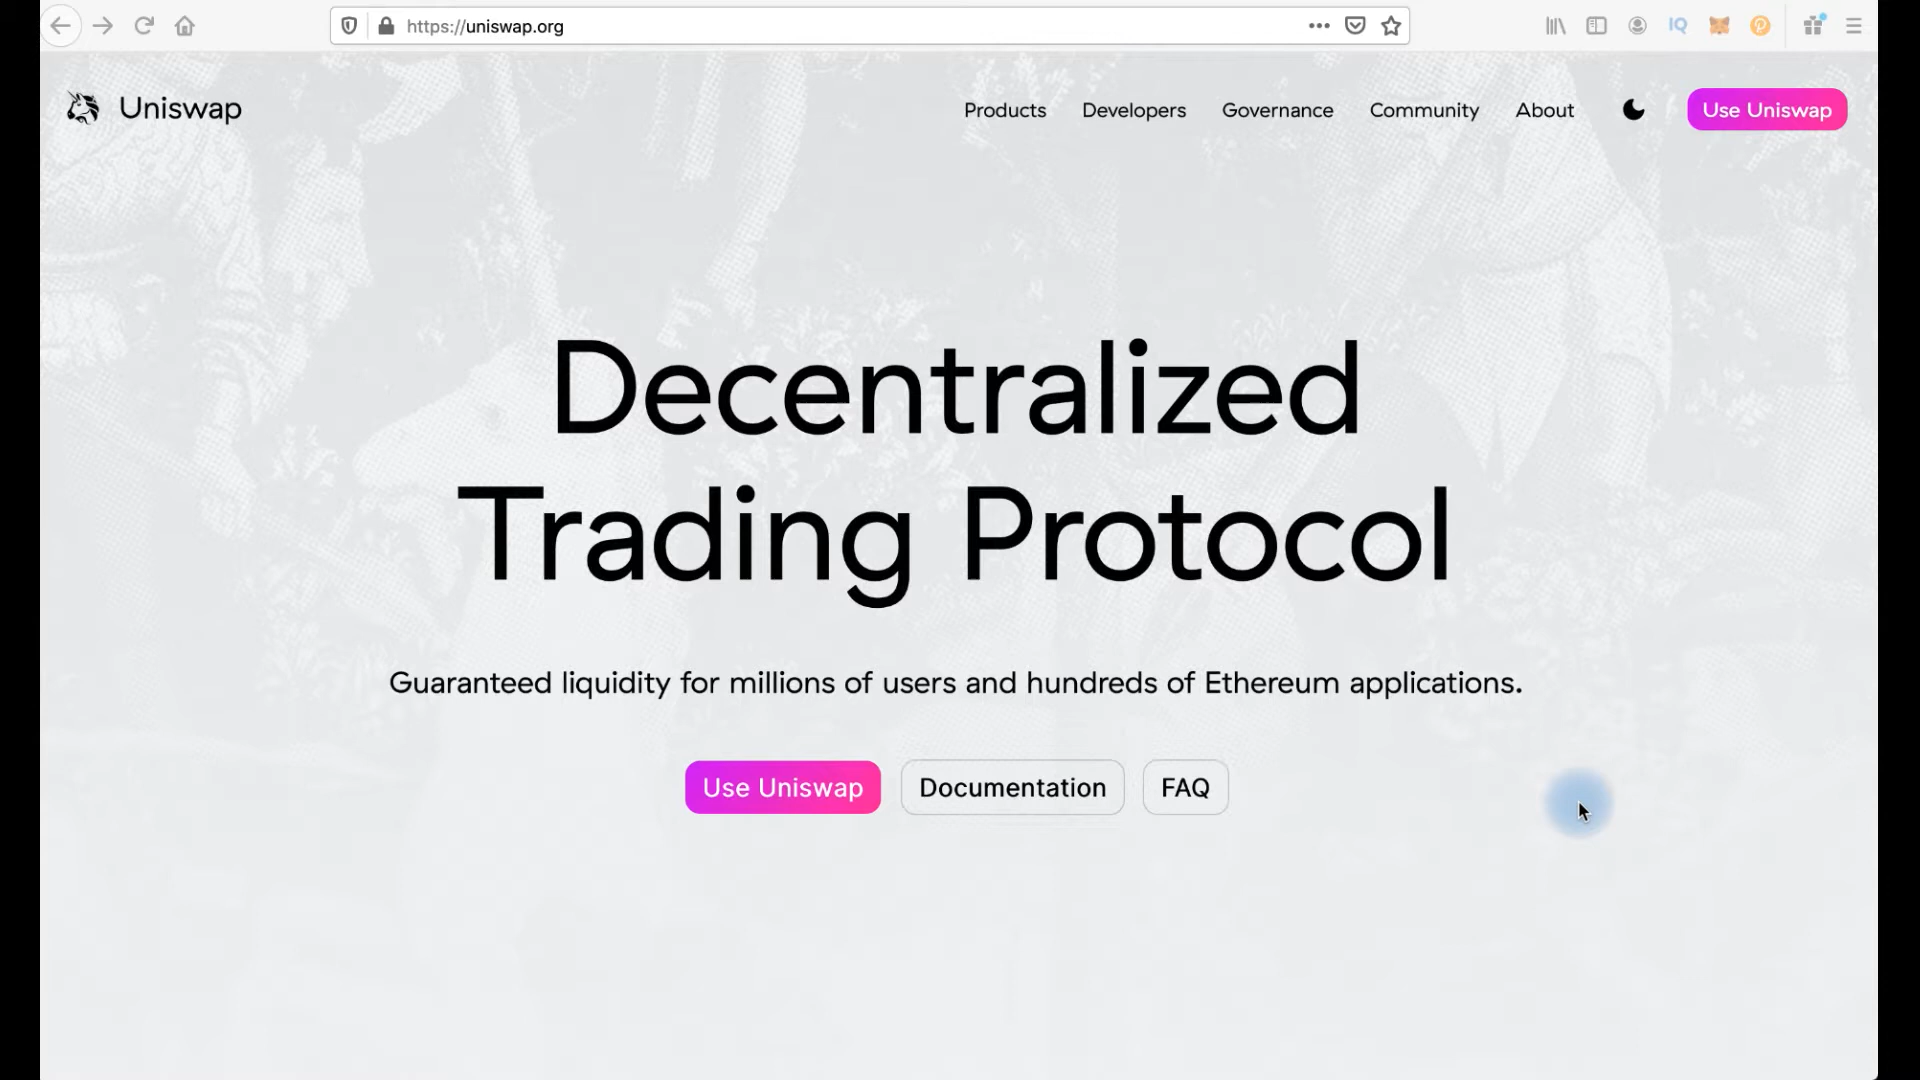 https://uniswap.org
IQ
Uniswap
Products
Developers
Governance
Community
About
Use Uniswap
Decentralized
Trading Protocol
Guaranteed liquidity for millions of users and hundreds of Ethereum applications.
Use Uniswap
Documentation
FAQ